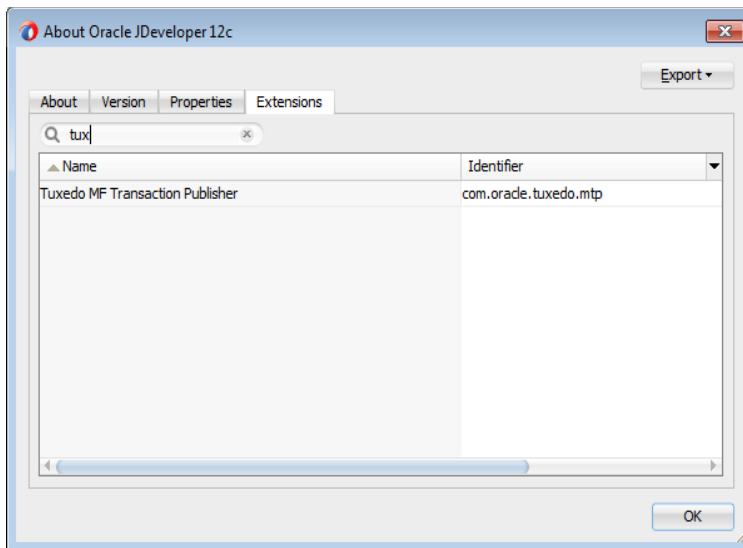 About Oracle JDeveloper 12c
Export
About Version Properties Extensions
tux
Name Identifier
Tuxedo MF Transaction Publisher com.oracle.tuxedo.mtp
OK